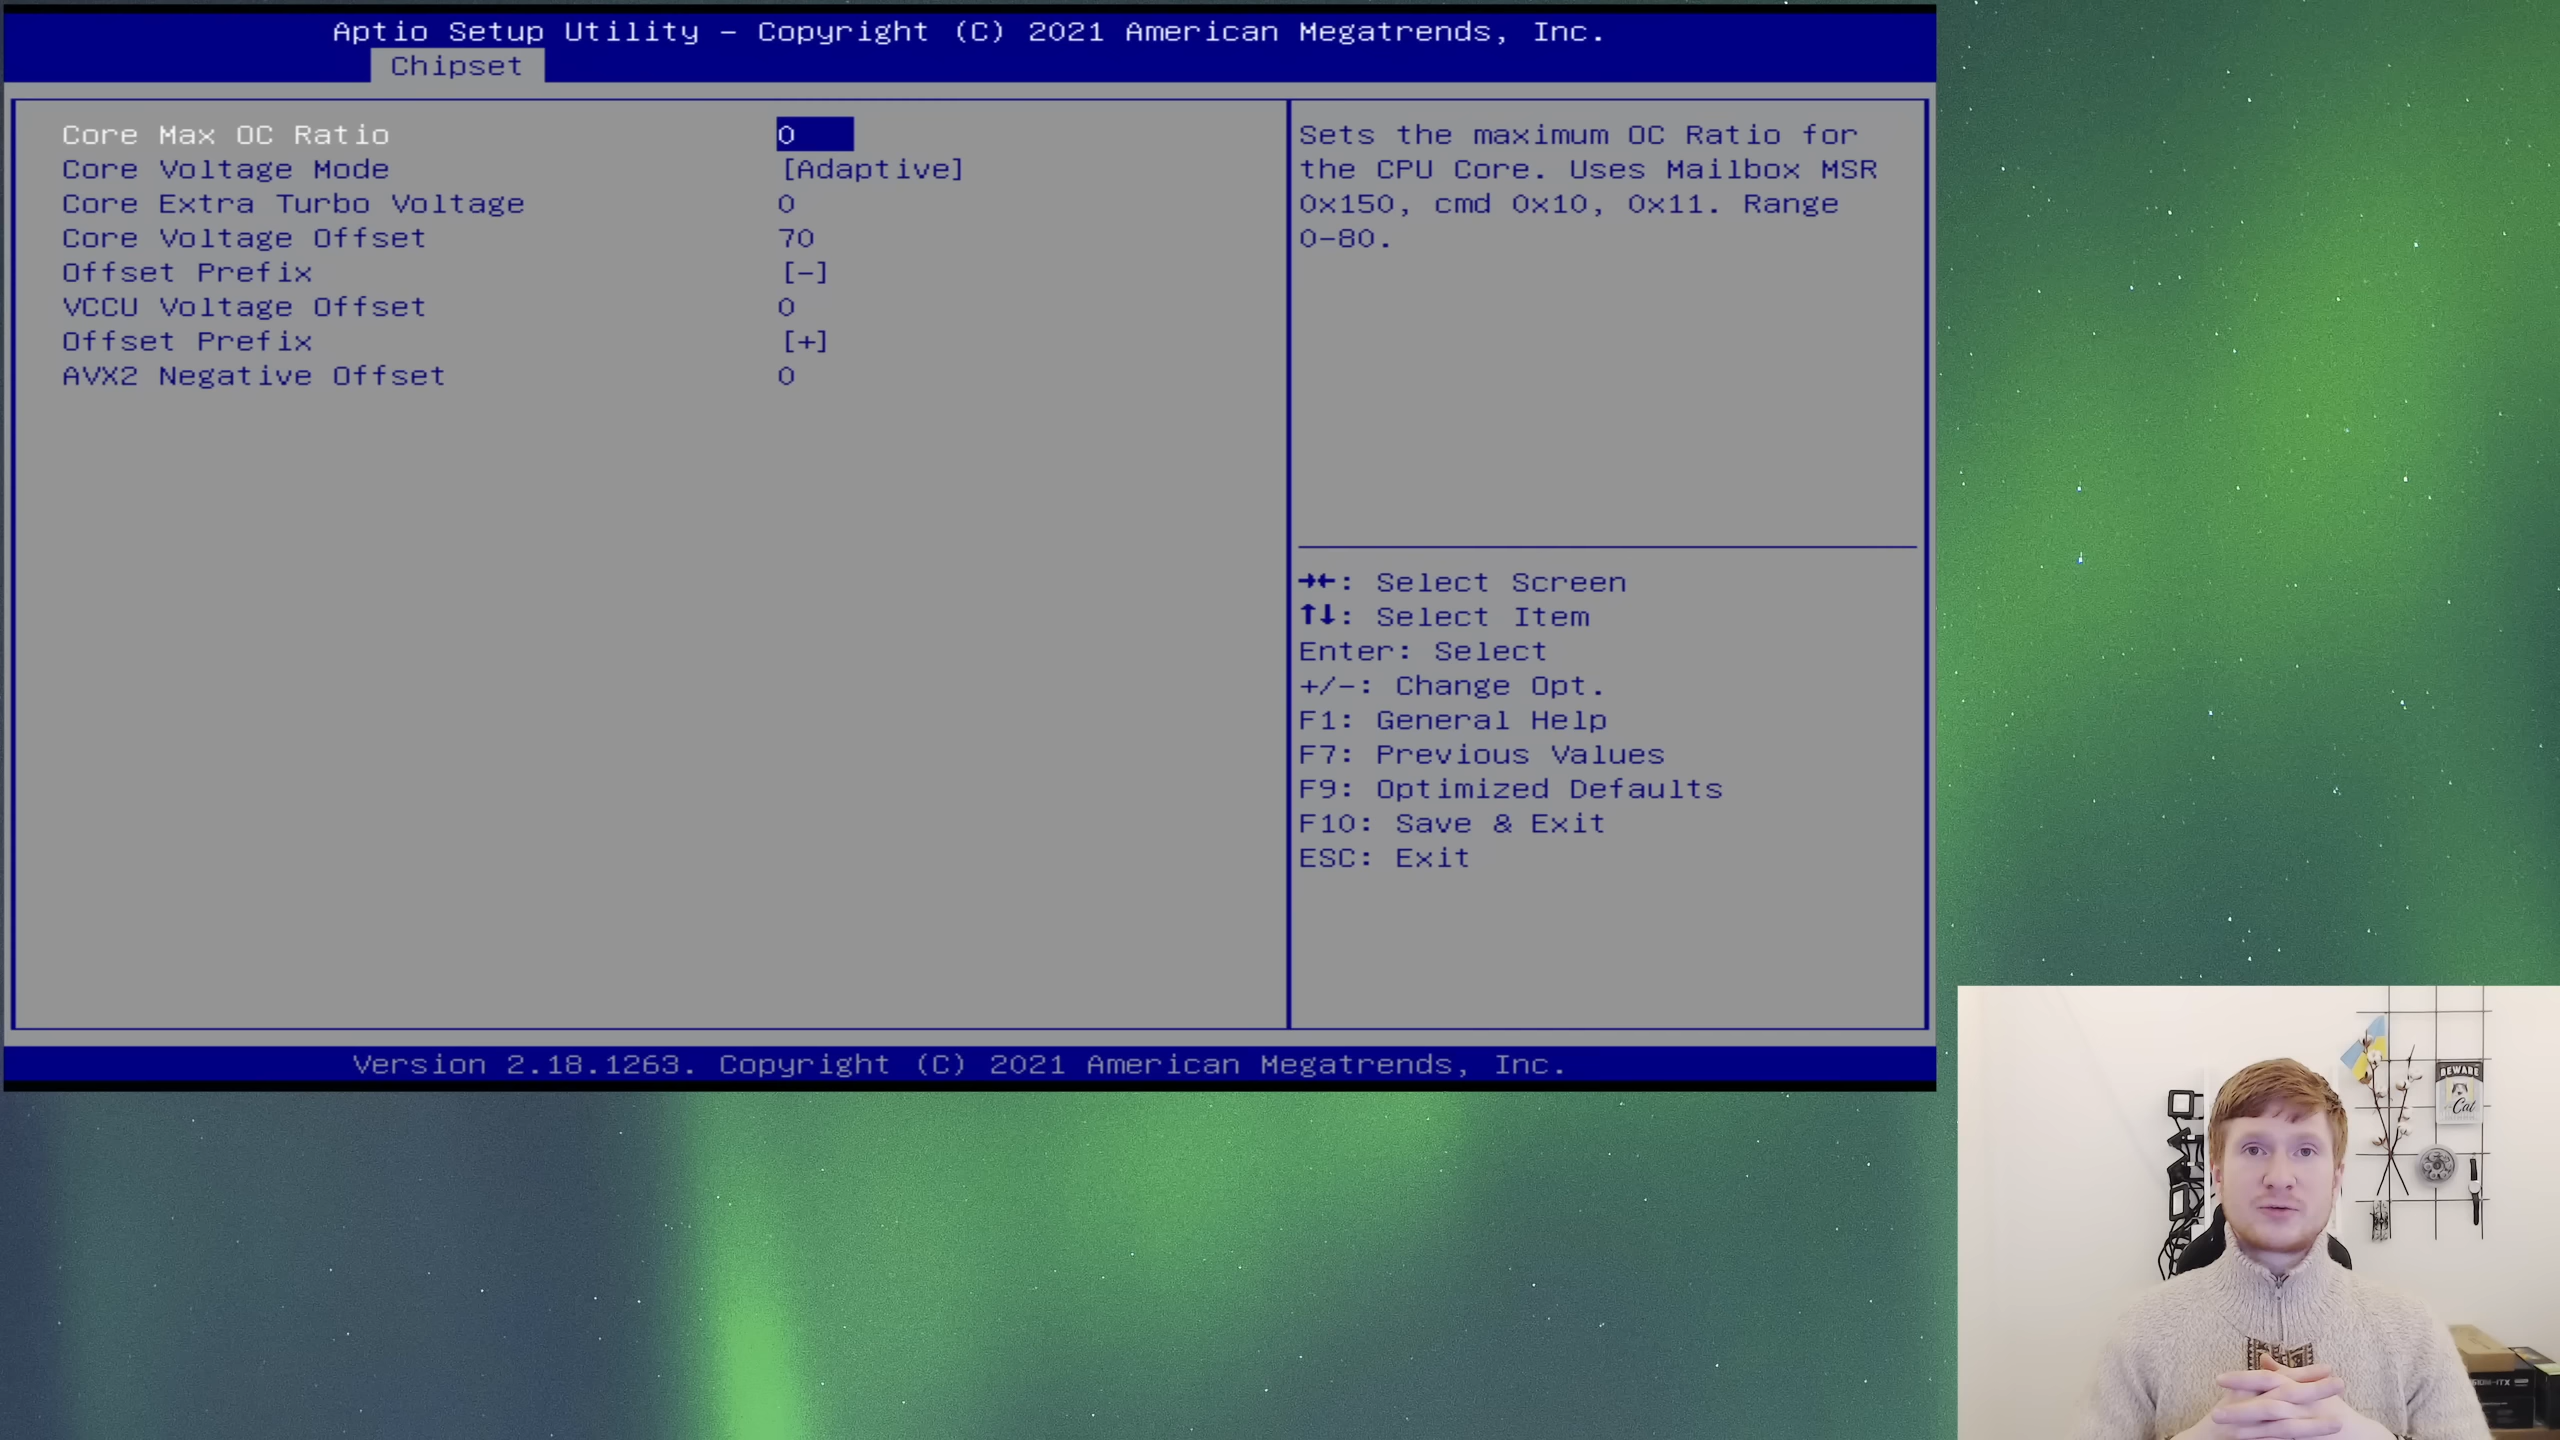 Aptio Setup Utility – Copyright (C) 2021 American Megatrends, Inc.
Chipset
Core Max OC Ratio 0
Core Voltage Mode [Adaptive]
Core Extra Turbo Voltage 0
Core Voltage Offset 70
Offset Prefix [-]
VCCU Voltage Offset 0
Offset Prefix [+]
AVX2 Negative Offset 0
Sets the maximum OC Ratio for
the CPU Core. Uses Mailbox MSR
0x150, cmd 0x10, 0x11. Range
0-80.
→←: Select Screen
↑↓: Select Item
Enter: Select
+/-: Change Opt.
F1: General Help
F7: Previous Values
F9: Optimized Defaults
F10: Save & Exit
ESC: Exit
Version 2.18.1263. Copyright (C) 2021 American Megatrends, Inc.
BEWARE
Cat